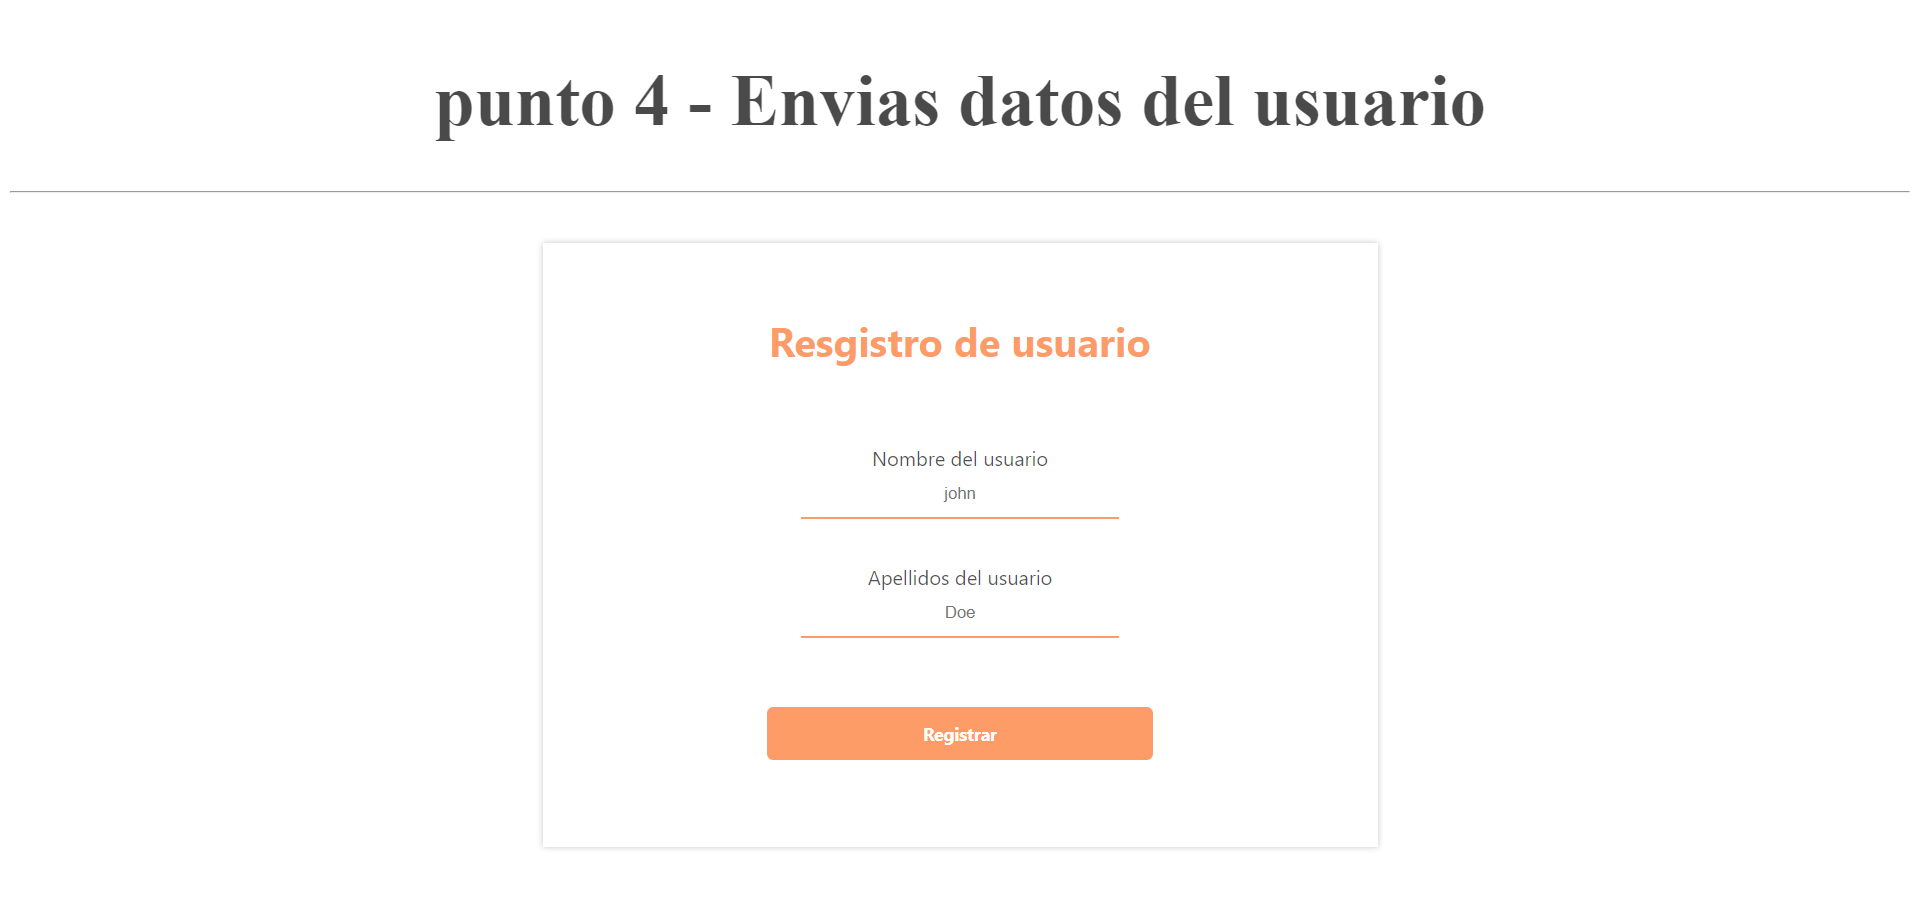 punto 4 - Envias datos del usuario
Resgistro de usuario
Nombre del usuario
john
Apellidos del usuario
Doe
Registrar